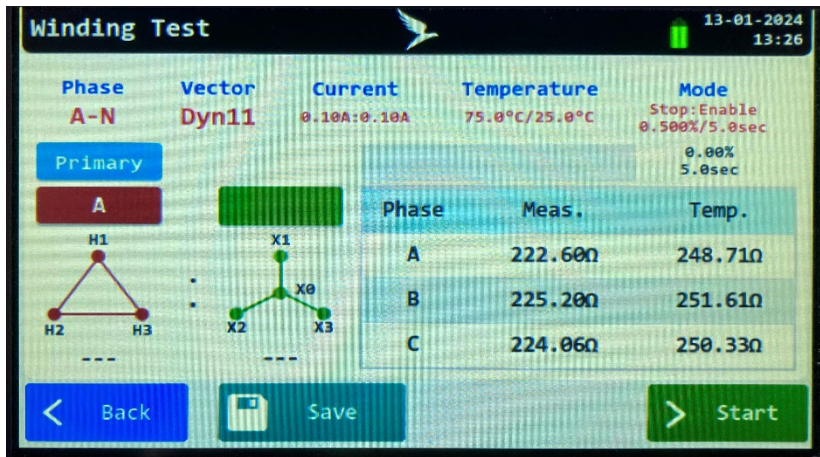 Winding Test
13-01-2024
13:26
Phase Vector Current Temperature Mode
A-N Dyn11 0.10A:0.10A 75.0°C/25.0°C Stop:Enable
0.500%/5.0sec
Primary
0.00%
5.0sec
A
Phase Meas. Temp.
H1 X1
A 222.60Ω 248.71Ω
X0
:
B 225.20Ω 251.61Ω
H2 H3 X2 X3
C 224.06Ω 250.33Ω
--- ---
< Back Save > Start